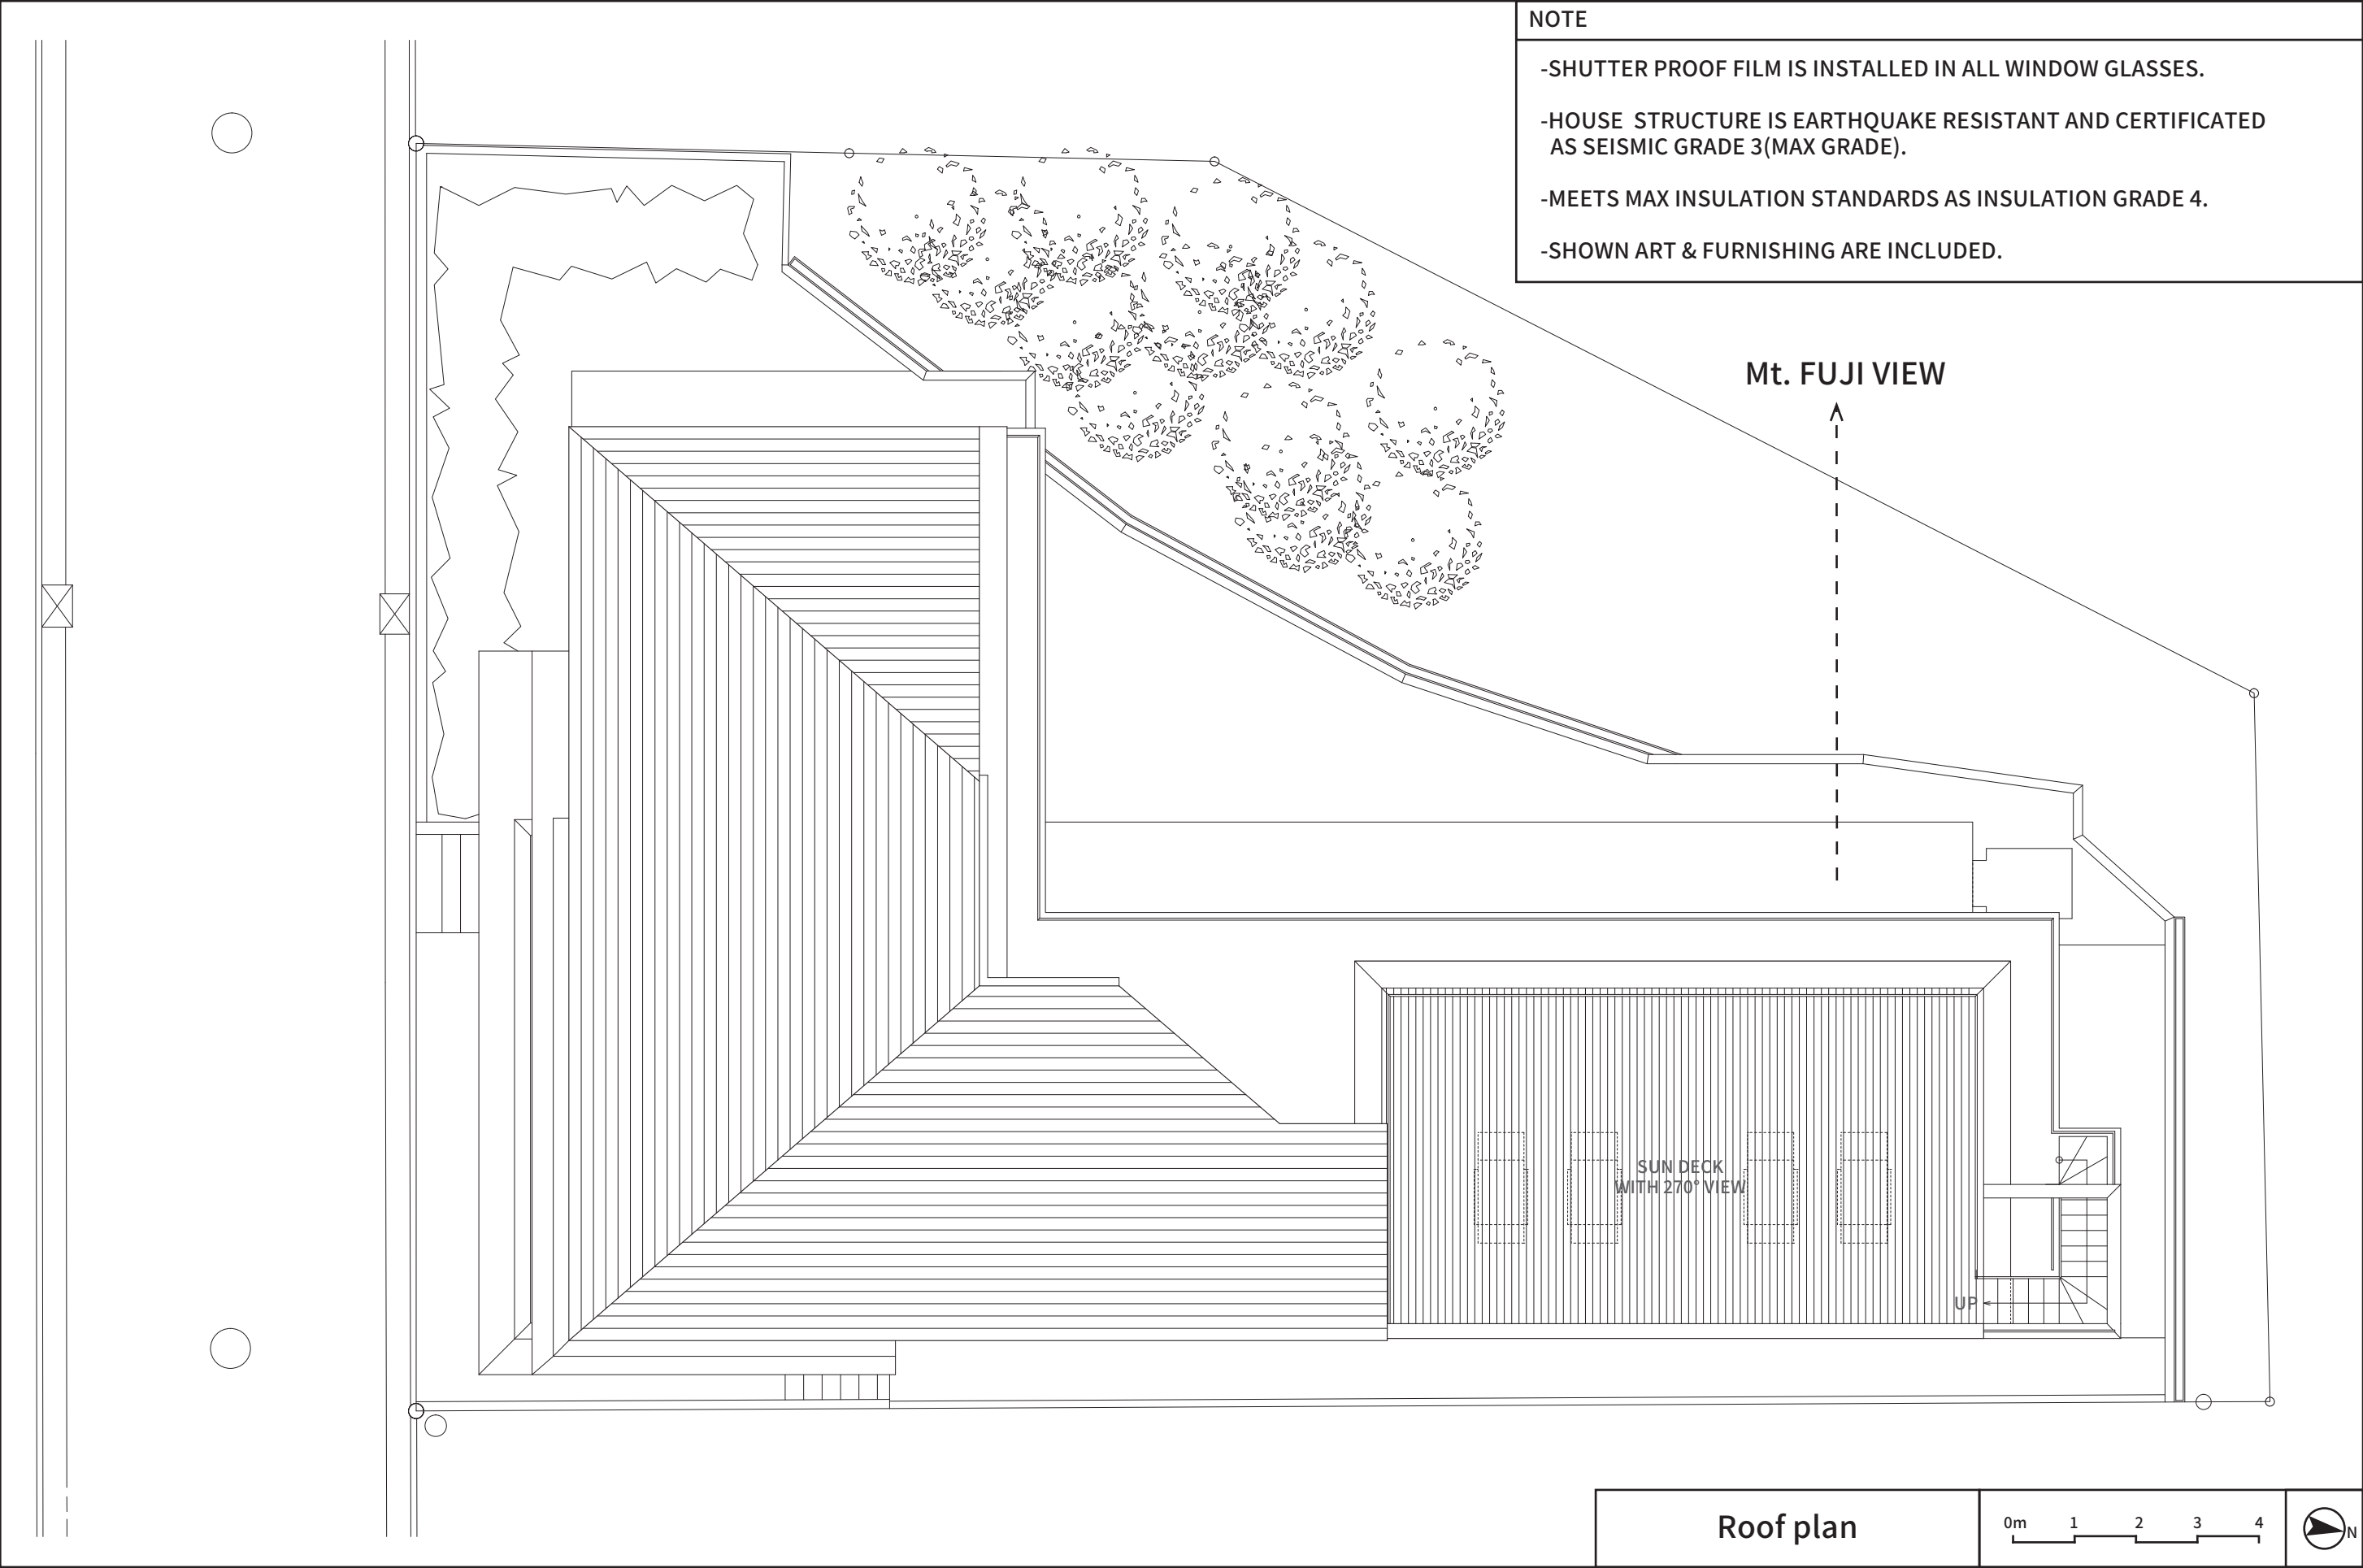 NOTE
-SHUTTER PROOF FILM IS INSTALLED IN ALL WINDOW GLASSES.
-HOUSE  STRUCTURE IS EARTHQUAKE RESISTANT AND CERTIFICATED
AS SEISMIC GRADE 3(MAX GRADE).
-MEETS MAX INSULATION STANDARDS AS INSULATION GRADE 4.
-SHOWN ART & FURNISHING ARE INCLUDED.
Mt. FUJI VIEW
SUN DECK
WITH 270° VIEW
UP
Roof plan
0m 1 2 3 4
N